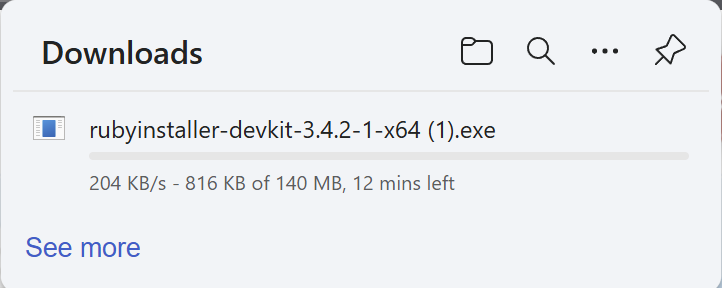 Downloads
rubyinstaller-devkit-3.4.2-1-x64 (1).exe
204 KB/s - 816 KB of 140 MB, 12 mins left
See more